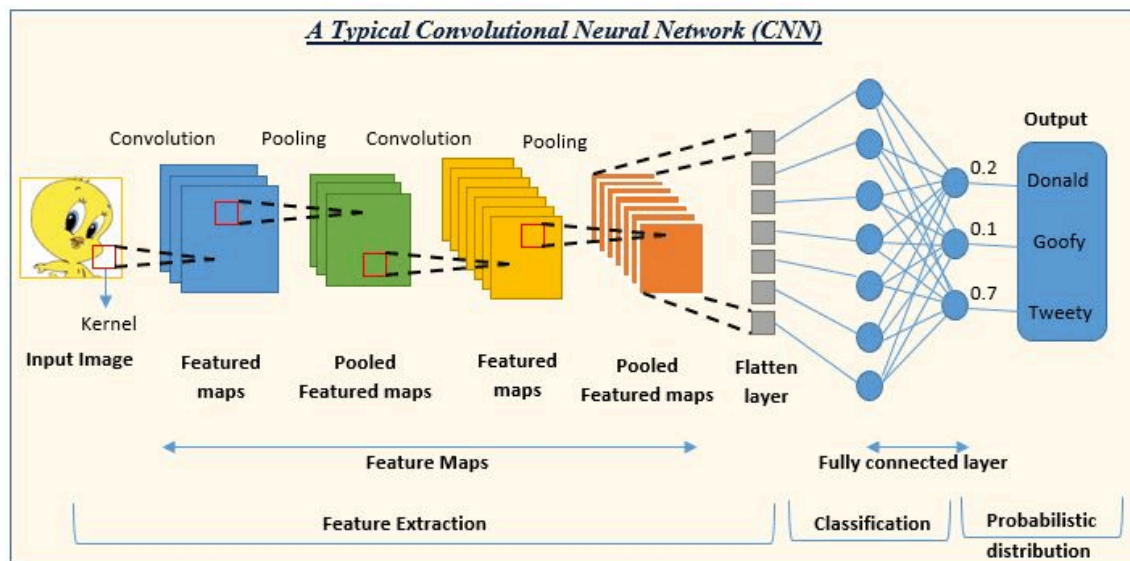 A Typical Convolutional Neural Network (CNN)
Convolution
Pooling
Convolution
Pooling
Output
0.2
Donald
0.1
Goofy
0.7
Tweety
Kernel
Input Image
Featured
maps
Pooled
Featured maps
Featured
maps
Pooled
Featured maps
Flatten
layer
Feature Maps
Fully connected layer
Feature Extraction
Classification
Probabilistic
distribution